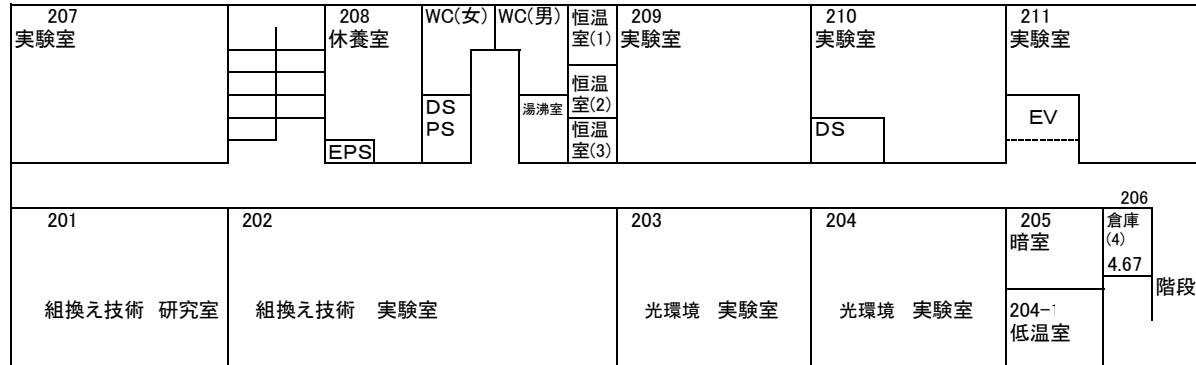 207
実験室
208
休養室
WC(女)
WC(男)
恒温
室(1)
209
実験室
210
実験室
211
実験室
恒温
室(2)
DS
PS
湯沸室
恒温
室(3)
EPS
DS
EV
201
組換え技術 研究室
202
組換え技術 実験室
203
光環境 実験室
204
光環境 実験室
205
暗室
206
倉庫
(4)
4.67
階段
204-1
低温室